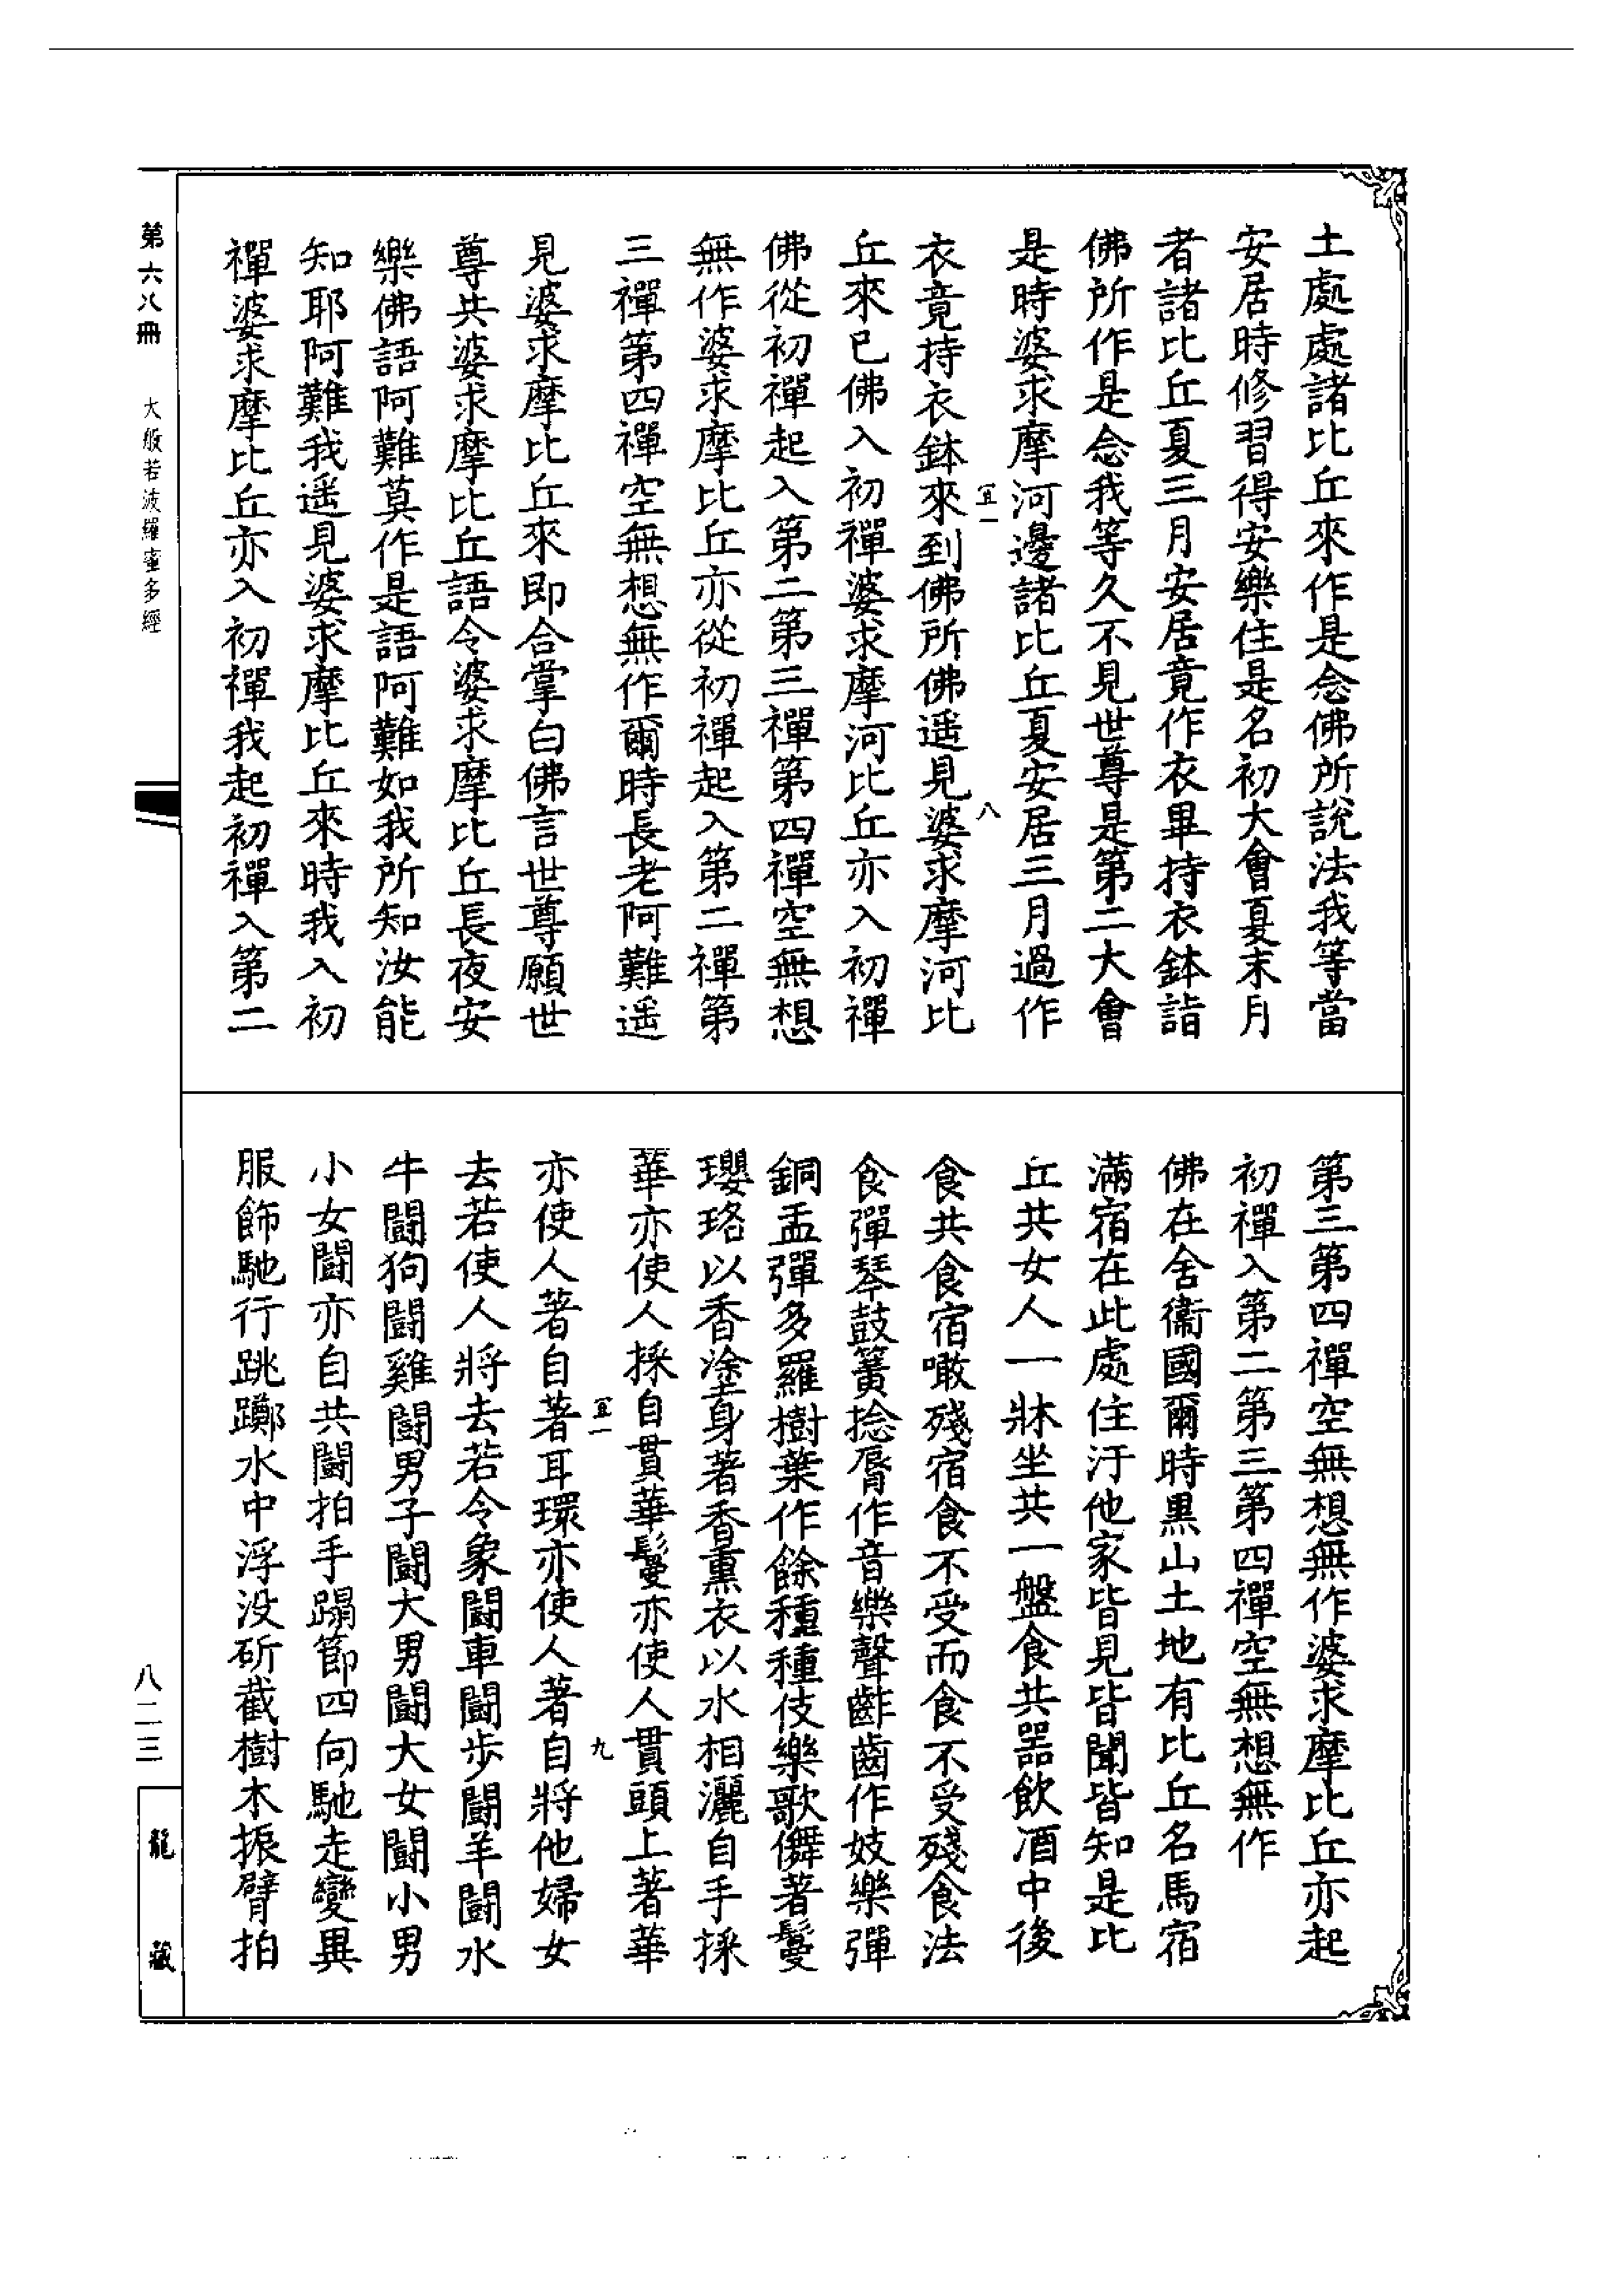 土處處諸比丘來作是念佛所說法我等當
安居時修習得安樂住是名初大會夏末月
者諸比丘夏三月安居竟作衣畢持衣鉢詣
佛所作是念我等久不見世尊是第二大會
是時婆求摩河邊諸比丘夏安居三月過作
宜一 八
衣竟持衣鉢來到佛所佛遥見婆求摩河比
丘來已佛入初禪婆求摩河比丘亦入初禪
佛從初禪起入第二第三禪第四禪空無想
無作婆求摩比丘亦從初禪起入第二禪第
三禪第四禪空無想無作爾時長老阿難遥
見婆求摩比丘來即合掌白佛言世尊願世
尊共婆求摩比丘語令婆求摩比丘長夜安
樂佛語阿難莫作是語阿難如我所知汝能
知耶阿難我遥見婆求摩比丘來時我入初
禪婆求摩比丘亦入初禪我起初禪入第二
第三第四禪空無想無作婆求摩比丘亦起
初禪入第二第三第四禪空無想無作
佛在舍衞國爾時黒山土地有比丘名馬宿
滿宿在此處住汙他家皆見皆聞皆知是比
丘共女人一牀坐共一盤食共器飲酒中後
食共食宿噉殘宿食不受而食不受殘食法
食彈琴鼓簧捻脣作音樂聲齚齒作妓樂彈
銅盂彈多羅樹葉作餘種種伎樂歌儛著鬘
瓔珞以香塗身著香熏衣以水相灑自手採
華亦使人採自貫華鬘亦使人貫頭上著華
宜一 九
亦使人著自著耳環亦使人著自將他婦女
去若使人將去若令象鬪車鬪步鬪羊鬪水
牛鬪狗鬪雞鬪男子鬪大男鬪大女鬪小男
小女鬪亦自共鬪拍手蹋節四向馳走變異
服飾馳行跳躑水中浮没斫截樹木振臂拍
第六八冊 大般若波羅蜜多經
八二三
龍藏